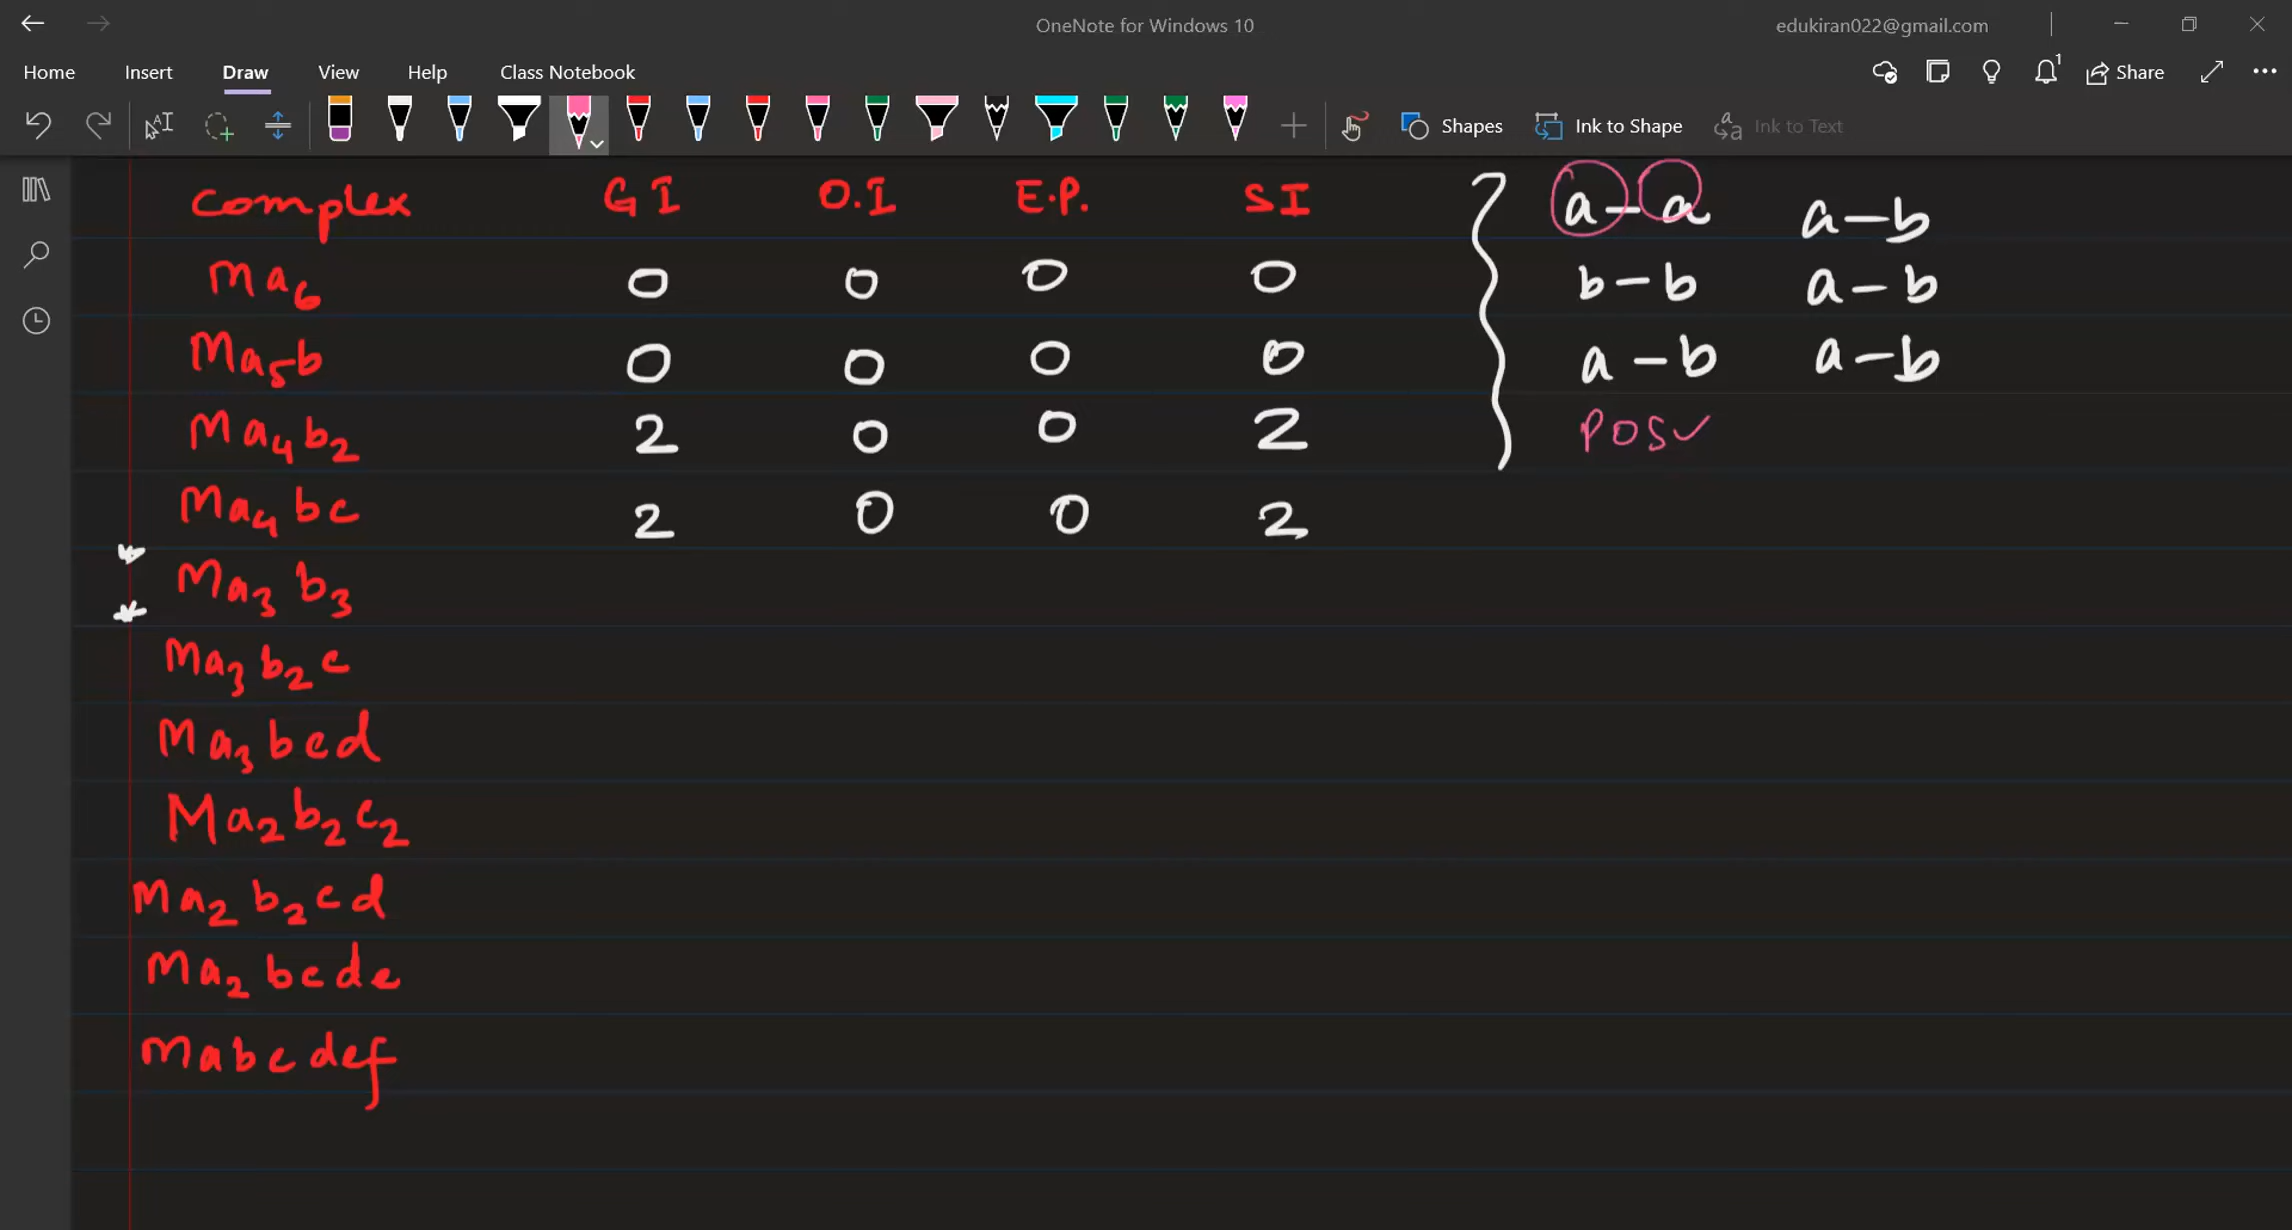 OneNote for Windows 10 edukiran022@gmail.com
Home Insert Draw View Help Class Notebook 1 Share
Shapes Ink to Shape Ink to Text
Complex G I O.I E.P. S I a - a a - b
Ma6 0 0 0 0 b - b a - b
Ma5b 0 0 0 0 a - b a - b
Ma4b2 2 0 0 2 POS✓
Ma4bc 2 0 0 2
Ma3b3
Ma3b2c
Ma3bcd
Ma2b2c2
Ma2b2cd
Ma2bcde
Mabcdef